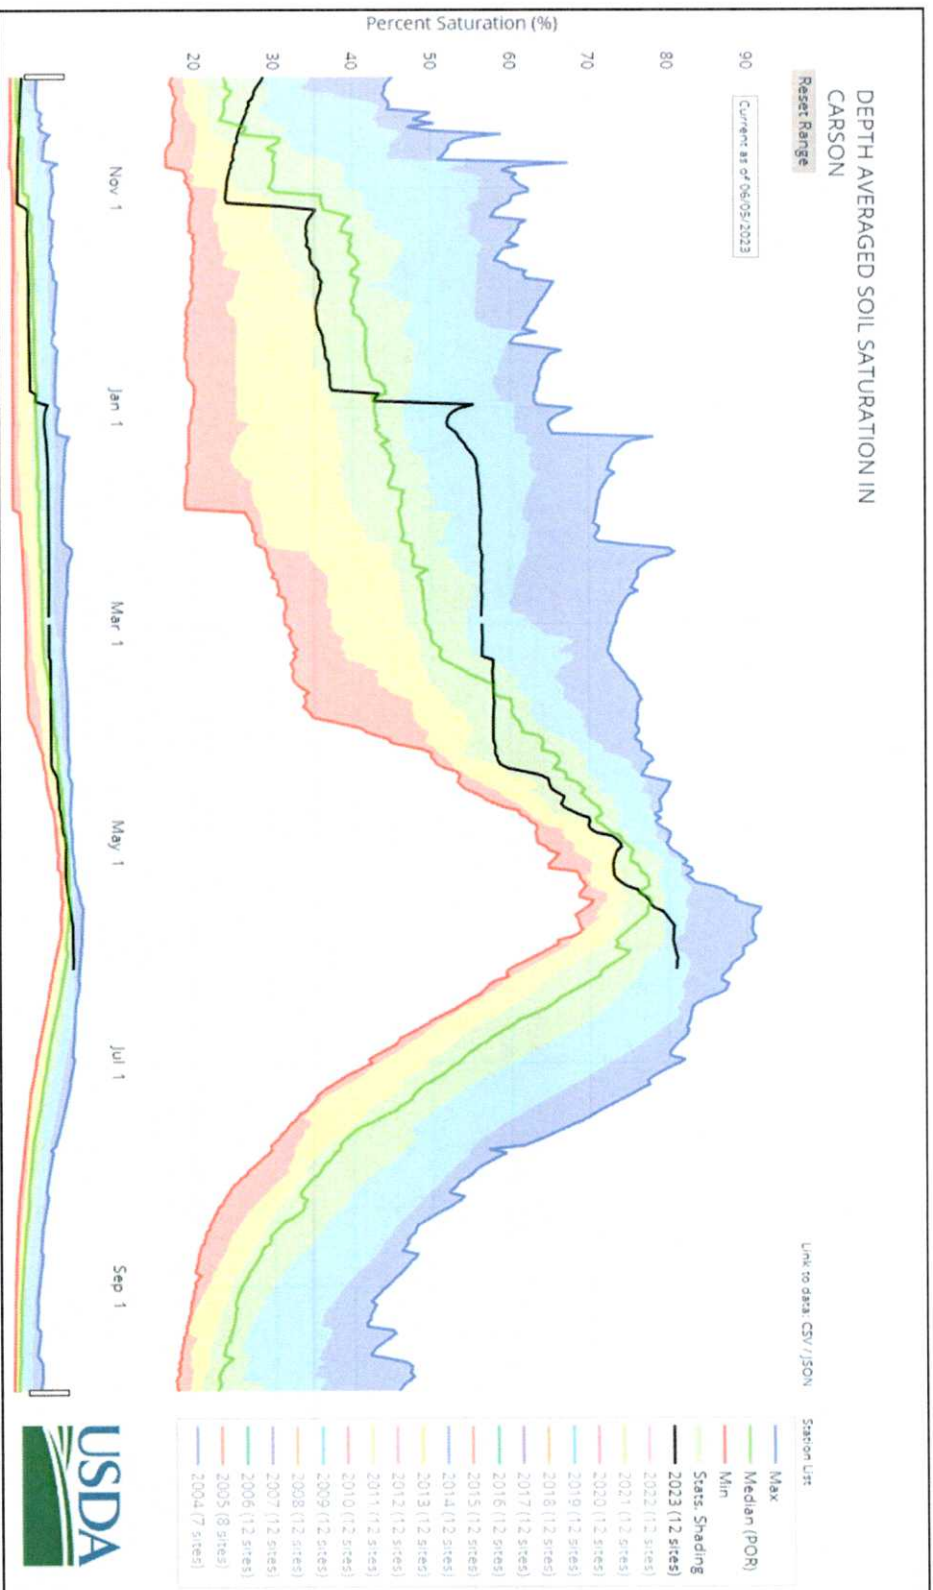 DEPTH AVERAGED SOIL SATURATION IN
CARSON
Reset Range
Link to data: CSV / JSON
Station List
Current as of 06/05/2023
Percent Saturation (%)
90
80
70
60
50
40
30
20
Nov 1
Jan 1
Mar 1
May 1
Jul 1
Sep 1
Max
Median (POR)
Min
Stats. Shading
2023 (12 sites)
2022 (12 sites)
2021 (12 sites)
2020 (12 sites)
2019 (12 sites)
2018 (12 sites)
2017 (12 sites)
2016 (12 sites)
2015 (12 sites)
2014 (12 sites)
2013 (12 sites)
2012 (12 sites)
2011 (12 sites)
2010 (12 sites)
2009 (12 sites)
2008 (12 sites)
2007 (12 sites)
2006 (12 sites)
2005 (8 sites)
2004 (7 sites)
USDA